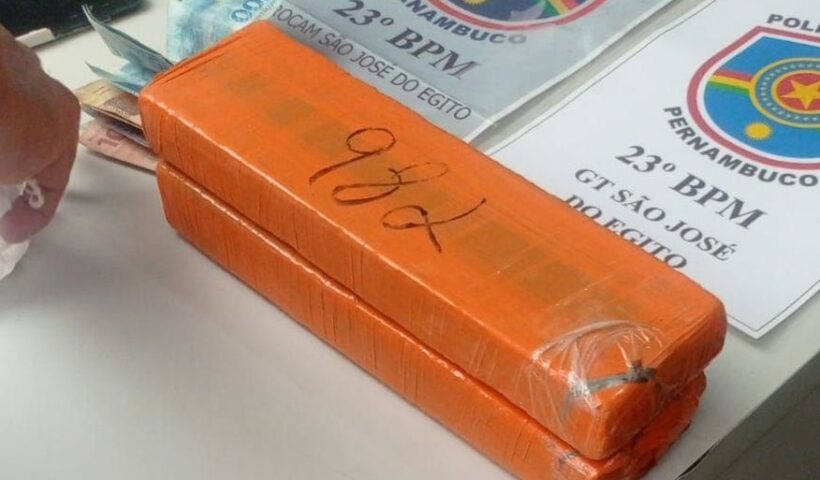 PERNAMBUCO
23º BPM
ROCAM SÃO JOSÉ DO EGITO
982
POLÍ
PERNAMBUCO
23º BPM
GT SÃO JOSÉ
DO EGITO